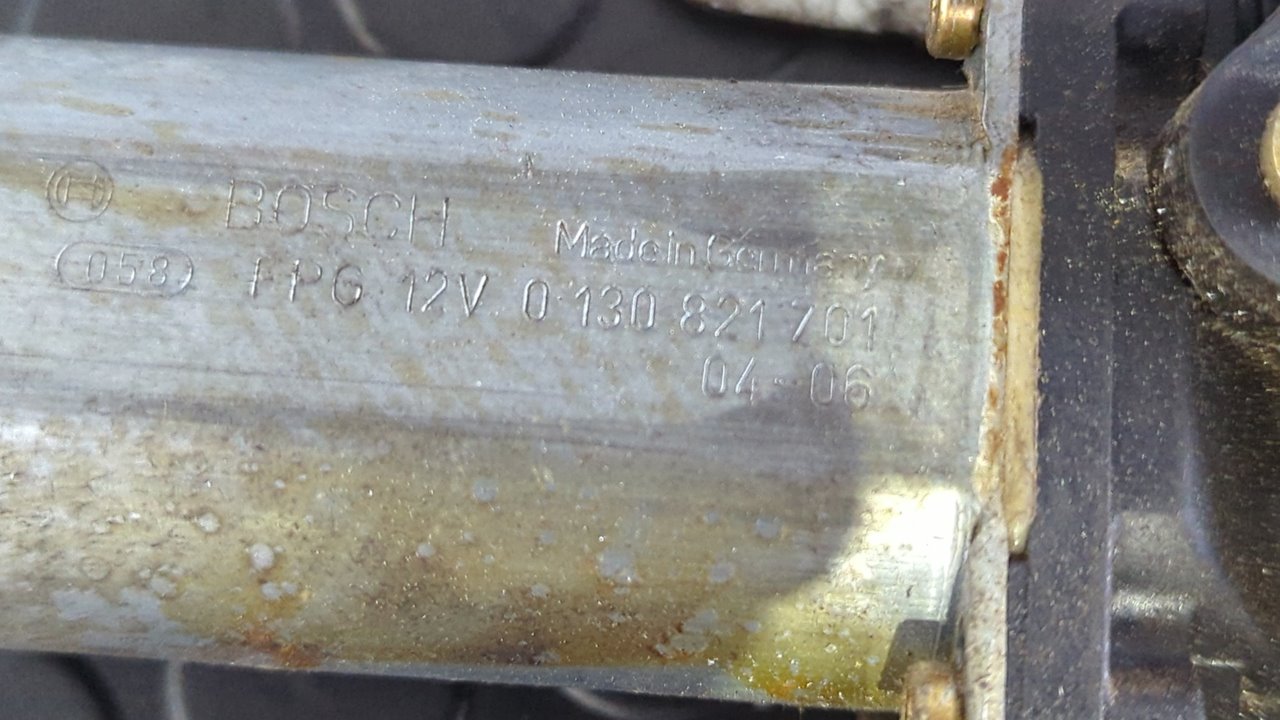 BOSCH Made in Germany
058 FPG 12V 0 130 821 701
04-06